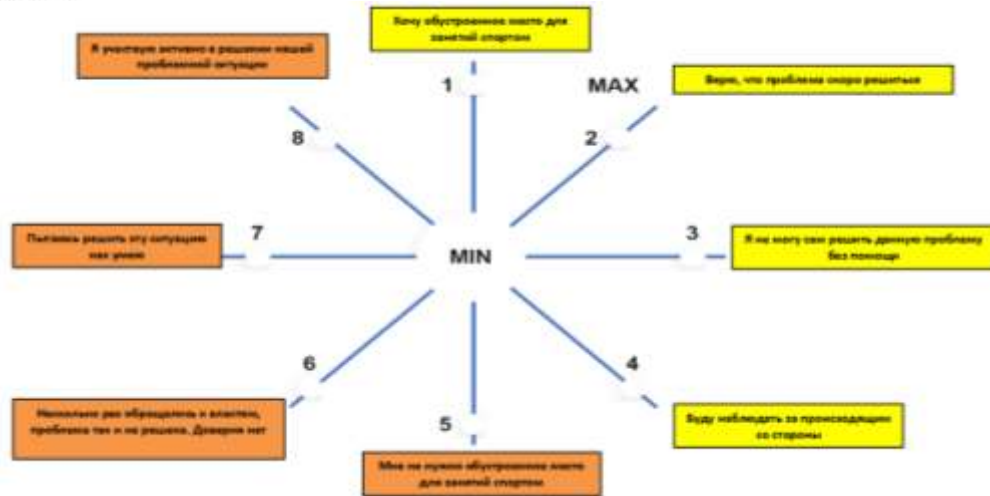 Хочу обустроенное место для
занятий спортом
Я участвую активно в решении нашей
проблемной ситуации
MAX
Верю, что проблема скоро решиться
1
2
8
Пытаюсь решить эту ситуацию
как умею
7
MIN
3
Я не могу сам решить данную проблему
без помощи
6
4
Несколько раз обращались к властям,
проблема так и не решена. Доверия нет
5
Буду наблюдать за происходящим
со стороны
Мне не нужно обустроенное место
для занятий спортом